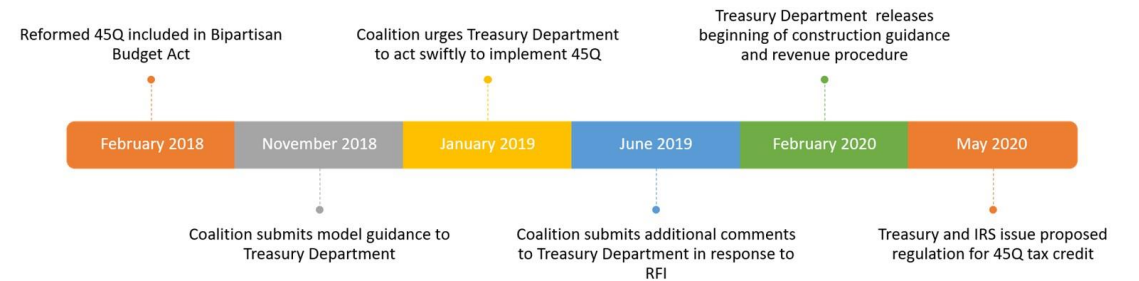 Reformed 45Q included in Bipartisan
Budget Act
Coalition urges Treasury Department
to act swiftly to implement 45Q
Treasury Department releases
beginning of construction guidance
and revenue procedure
February 2018
November 2018
January 2019
June 2019
February 2020
May 2020
Coalition submits model guidance to
Treasury Department
Coalition submits additional comments
to Treasury Department in response to
RFI
Treasury and IRS issue proposed
regulation for 45Q tax credit